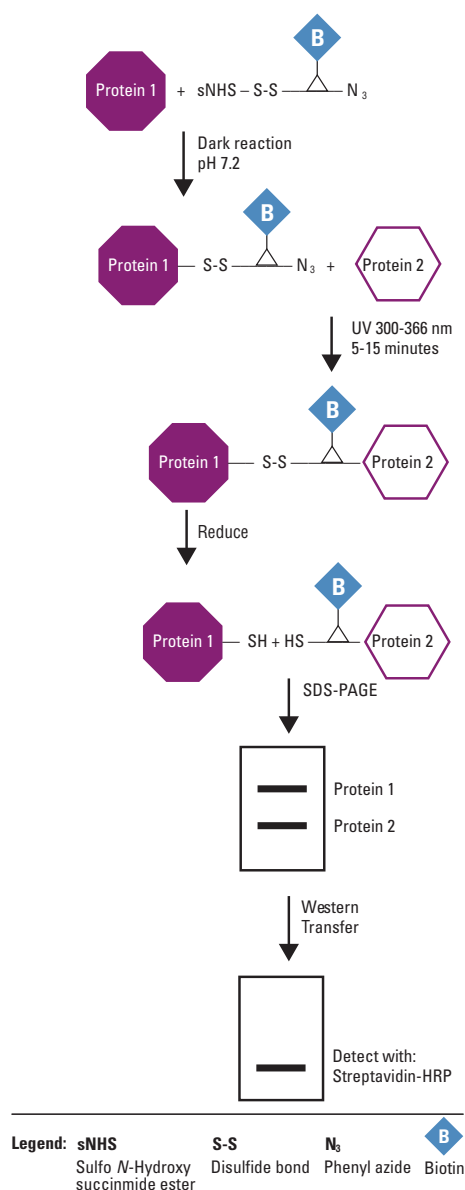 B
Protein 1 + sNHS – S-S N3
Dark reaction
pH 7.2
B
Protein 1 S-S N3 + Protein 2
UV 300-366 nm
5-15 minutes
B
Protein 1 S-S Protein 2
Reduce
B
Protein 1 SH + HS Protein 2
SDS-PAGE
Protein 1
Protein 2
Western
Transfer
Detect with:
Streptavidin-HRP
Legend: sNHS S-S N3 B
Sulfo N-Hydroxy Disulfide bond Phenyl azide Biotin
succinmide ester